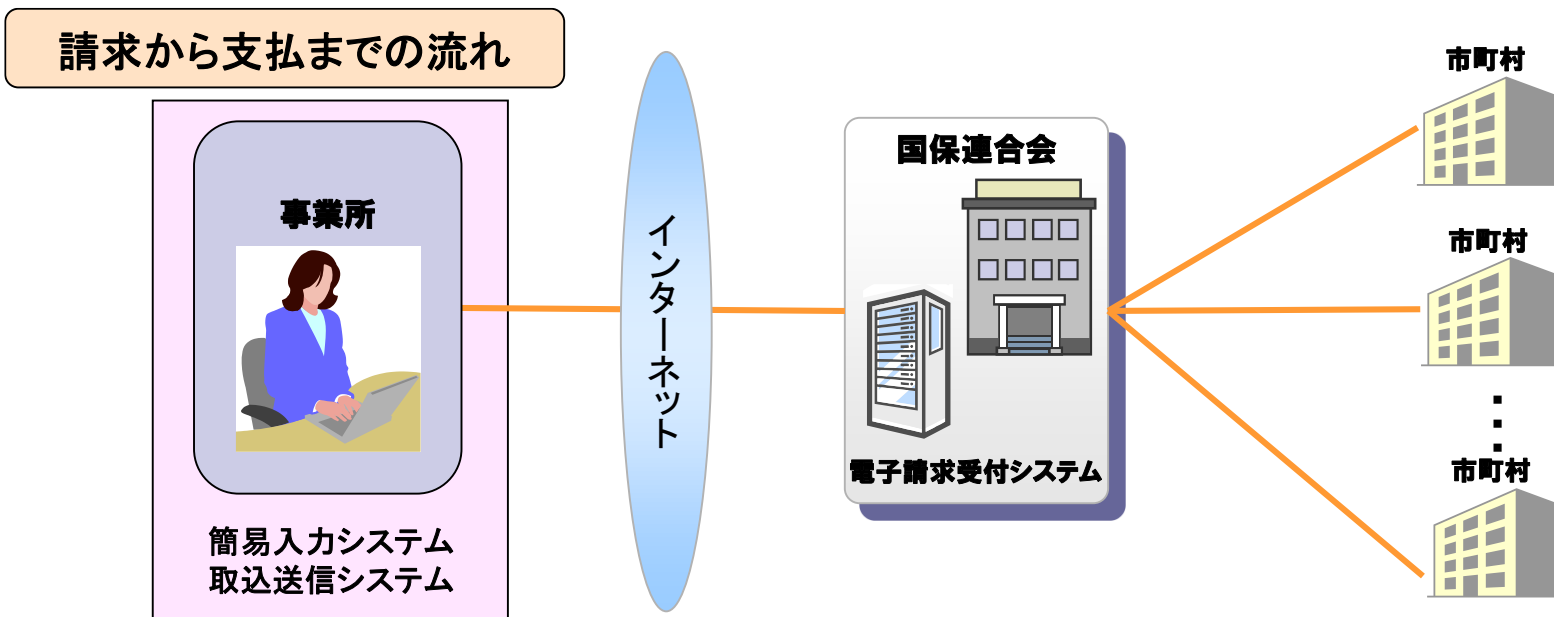 請求から支払までの流れ
事業所
簡易入力システム
取込送信システム
インターネット
国保連合会
電子請求受付システム
市町村
市町村
市町村